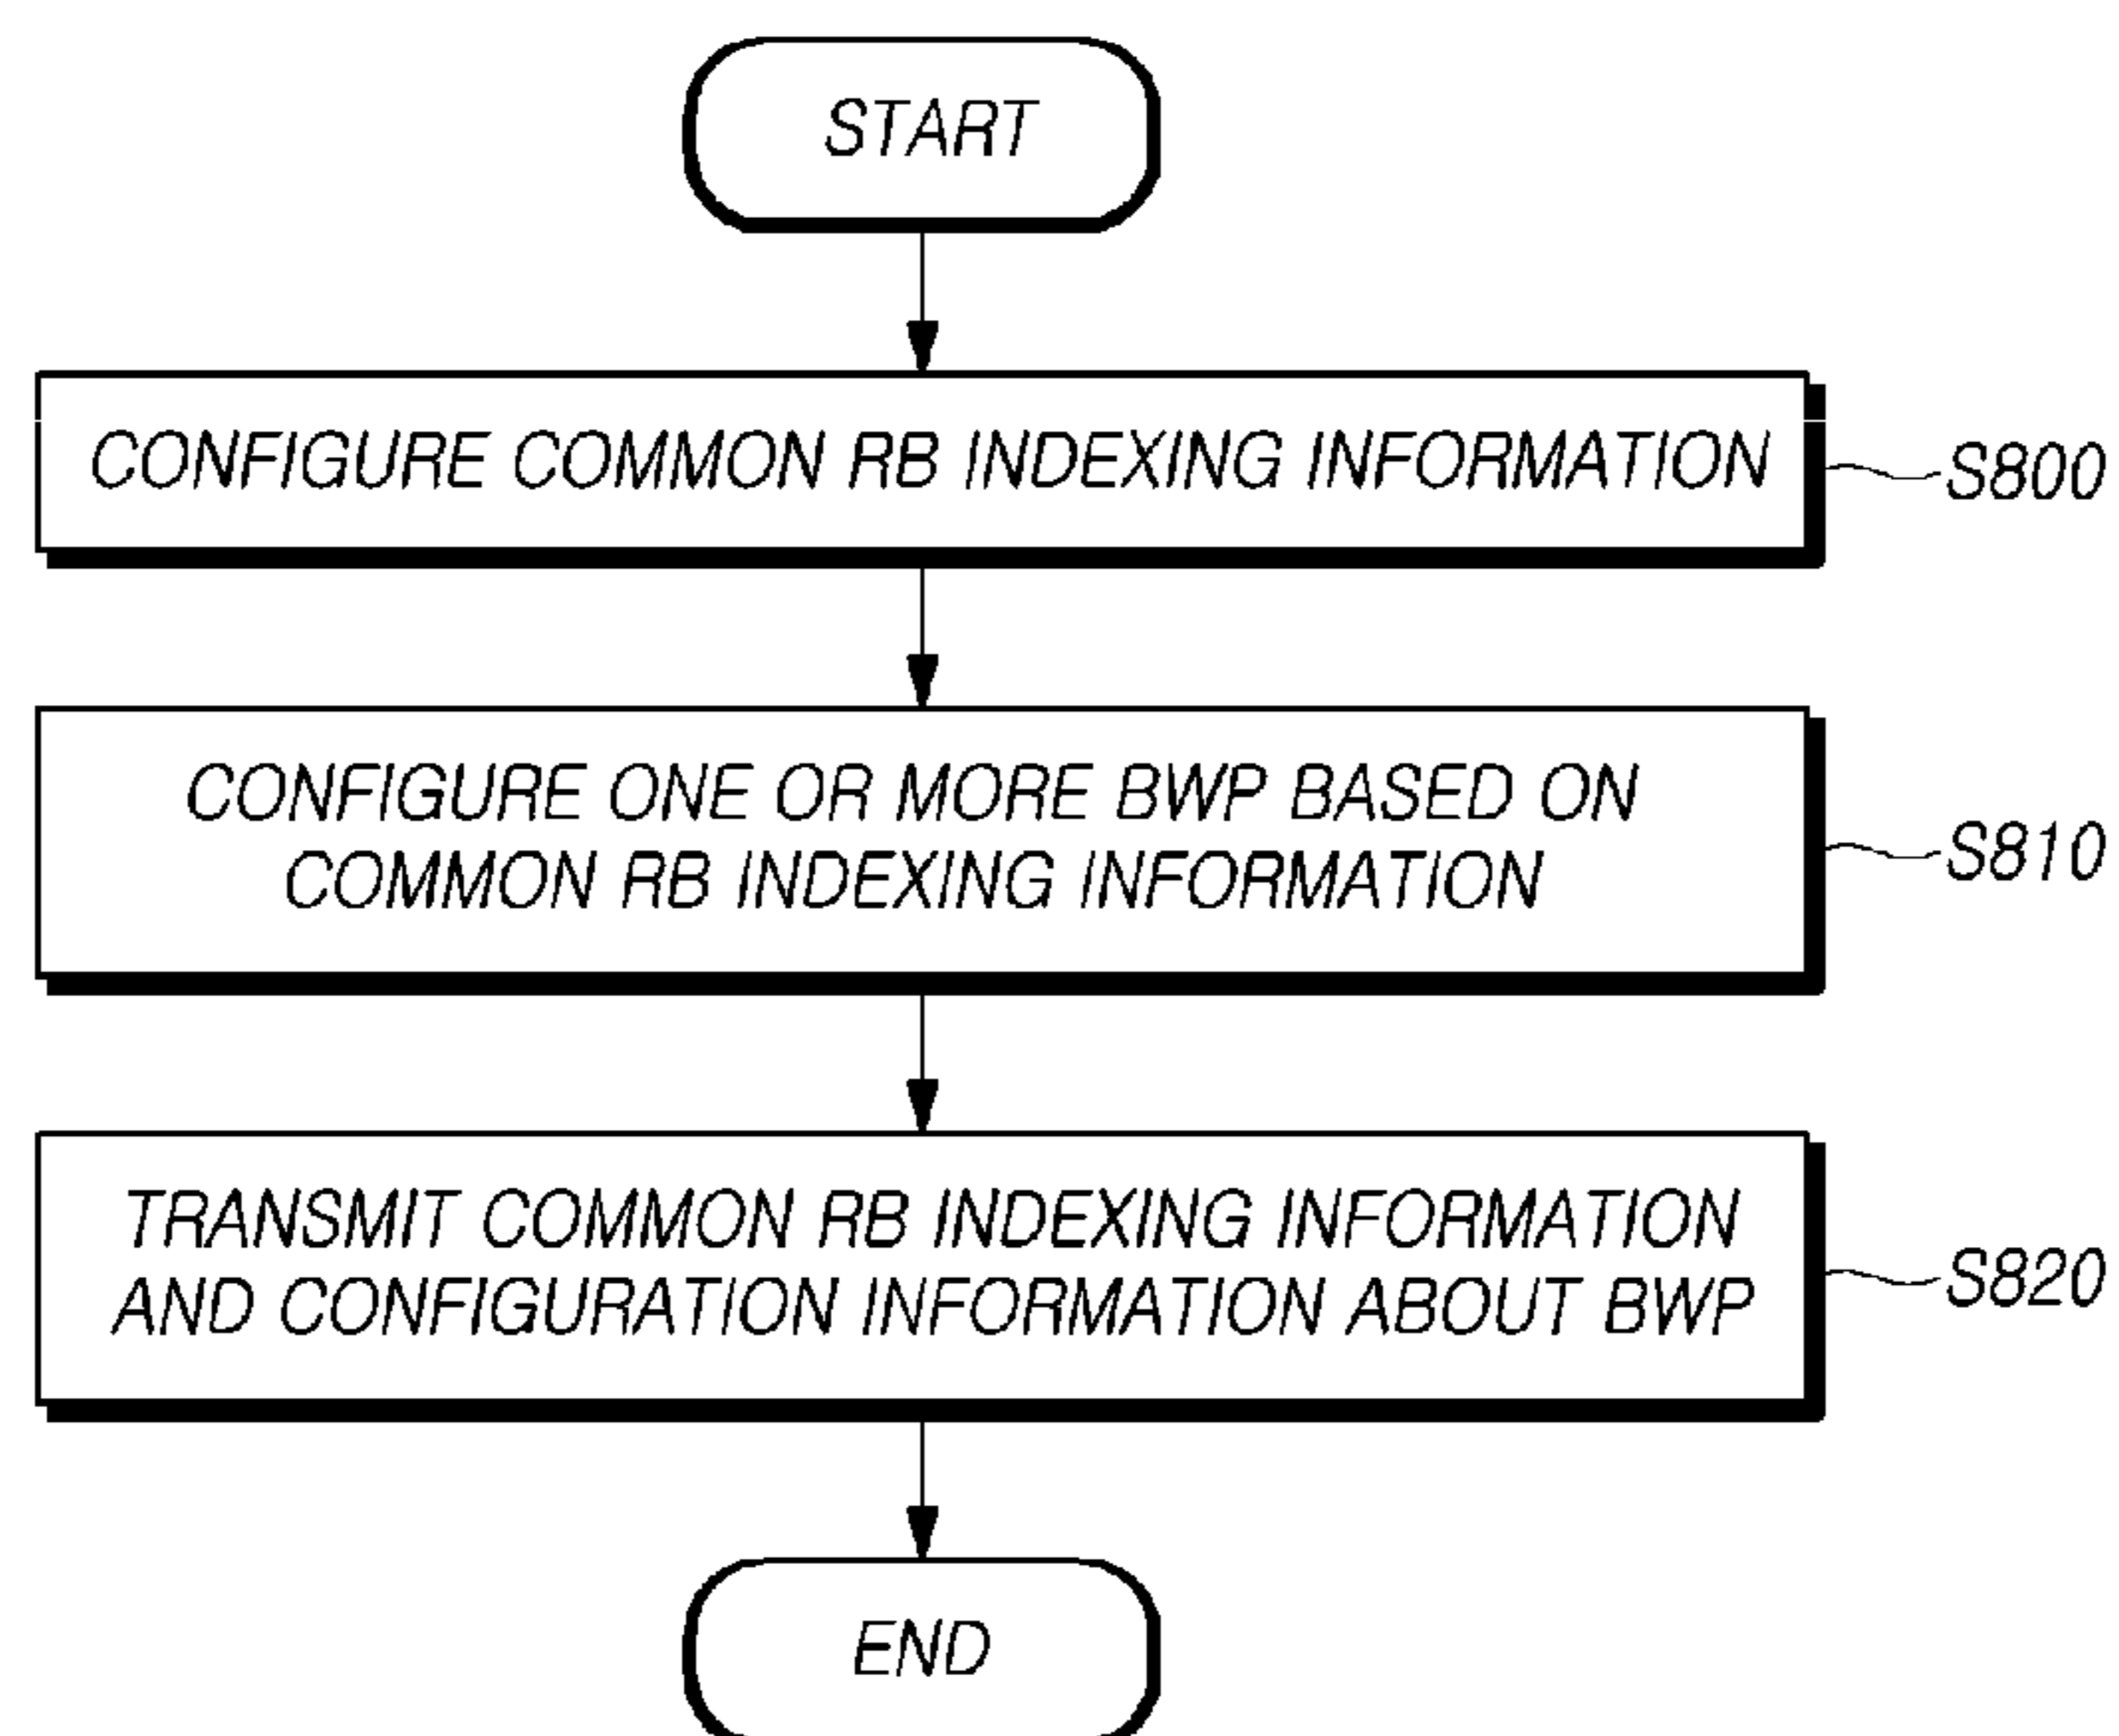 START
CONFIGURE COMMON RB INDEXING INFORMATION
S800
CONFIGURE ONE OR MORE BWP BASED ON
COMMON RB INDEXING INFORMATION
S810
TRANSMIT COMMON RB INDEXING INFORMATION
AND CONFIGURATION INFORMATION ABOUT BWP
S820
END